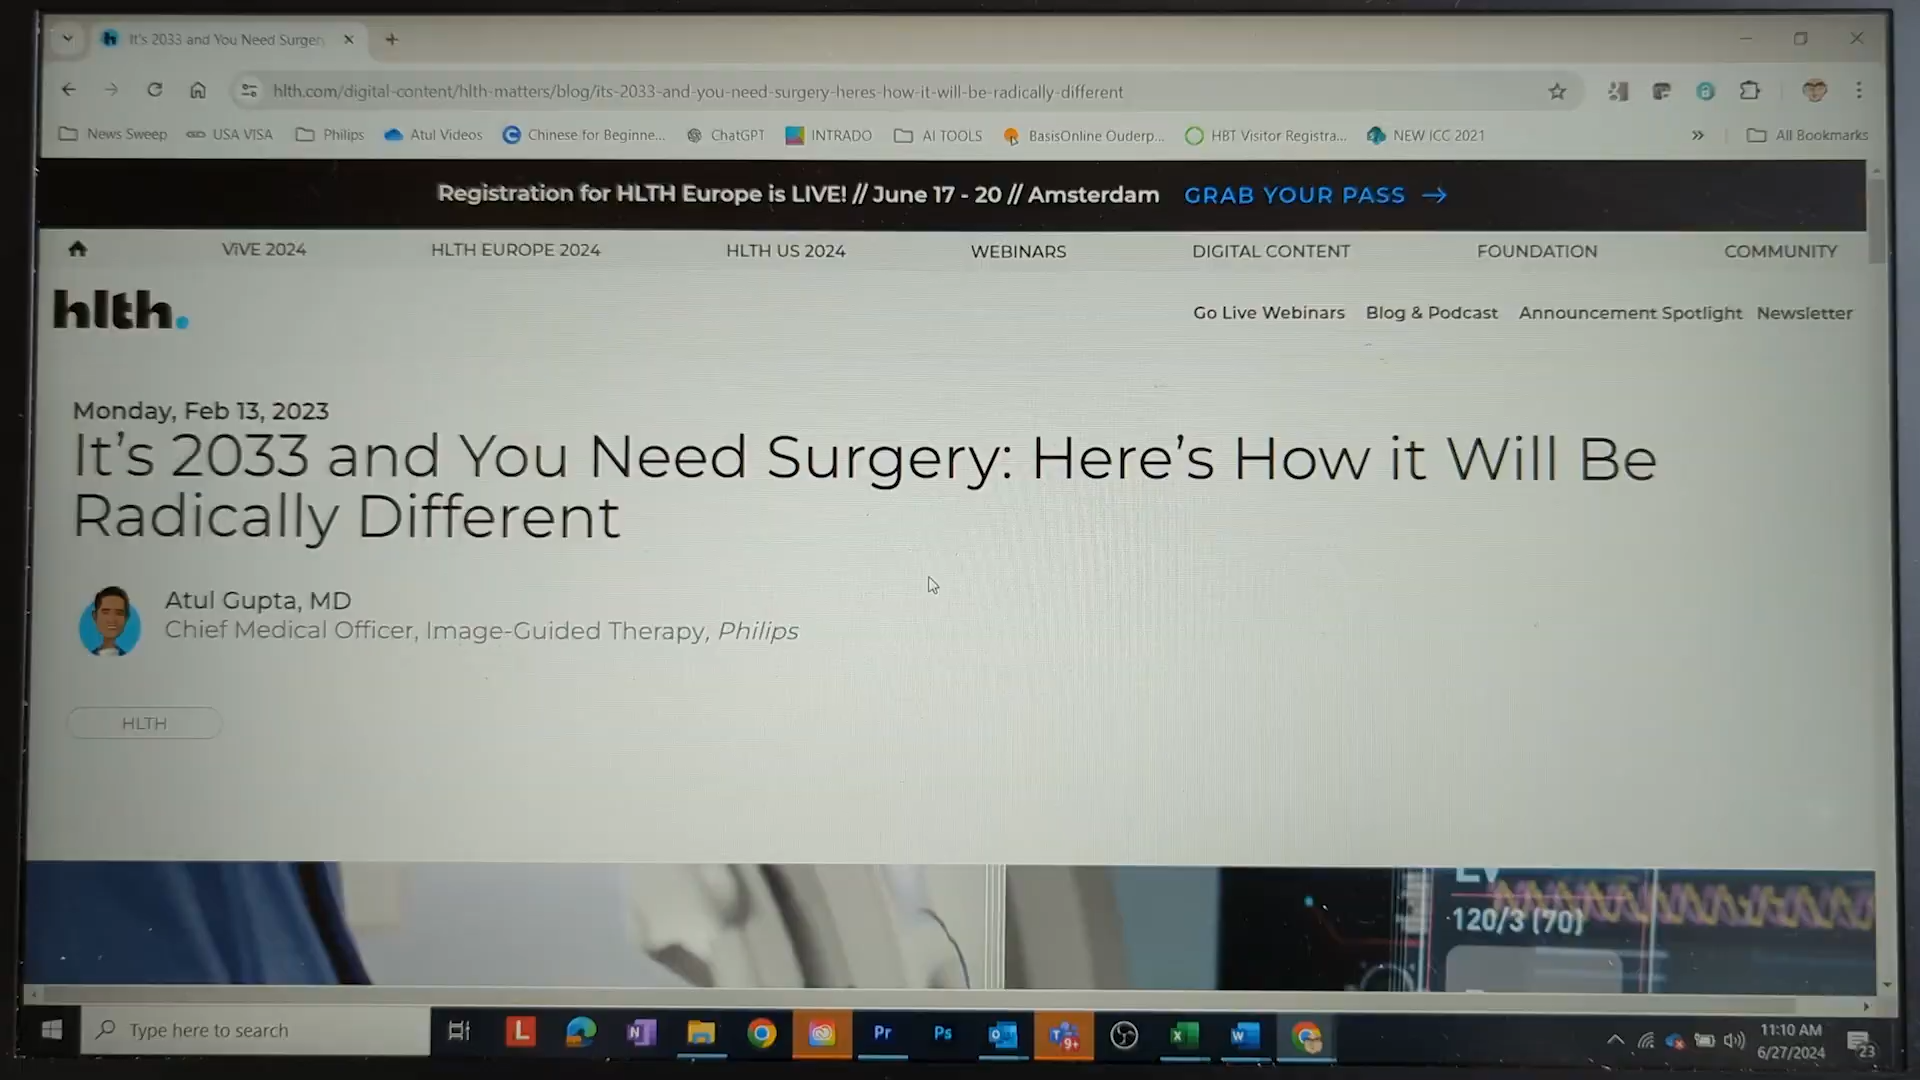 It's 2033 and You Need Surger
hlth.com/digital-content/hlth-matters/blog/its-2033-and-you-need-surgery-heres-how-it-will-be-radically-different
News Sweep USA VISA Philips Atul Videos Chinese for Beginne... ChatGPT INTRADO AI TOOLS BasisOnline Ouderp... HBT Visitor Registra... NEW ICC 2021 » All Bookmarks
Registration for HLTH Europe is LIVE! // June 17 - 20 // Amsterdam GRAB YOUR PASS →
ViVE 2024 HLTH EUROPE 2024 HLTH US 2024 WEBINARS DIGITAL CONTENT FOUNDATION COMMUNITY
hlth.
Go Live Webinars Blog & Podcast Announcement Spotlight Newsletter
Monday, Feb 13, 2023
It's 2033 and You Need Surgery: Here's How it Will Be
Radically Different
Atul Gupta, MD
Chief Medical Officer, Image-Guided Therapy, Philips
HLTH
LV
120/3 (70)
Type here to search
L N Pr Ps 9+ X W
11:10 AM
6/27/2024
23